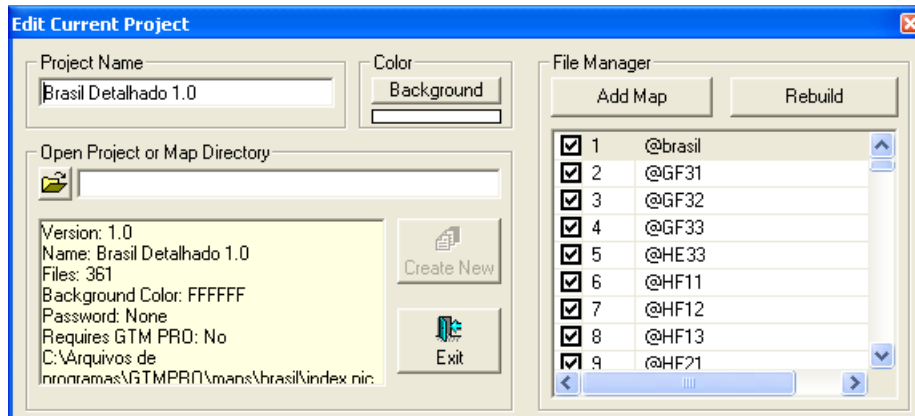 Edit Current Project
Project Name
Brasil Detalhado 1.0
Color
Background
Open Project or Map Directory
Version: 1.0
Name: Brasil Detalhado 1.0
Files: 361
Background Color: FFFFFF
Password: None
Requires GTM PRO: No
C:\Arquivos de
programas\GTMPRO\maps\brasil\index.pic
Create New
Exit
File Manager
Add Map
Rebuild
1 @brasil
2 @GF31
3 @GF32
4 @GF33
5 @HE33
6 @HF11
7 @HF12
8 @HF13
9 @HF21